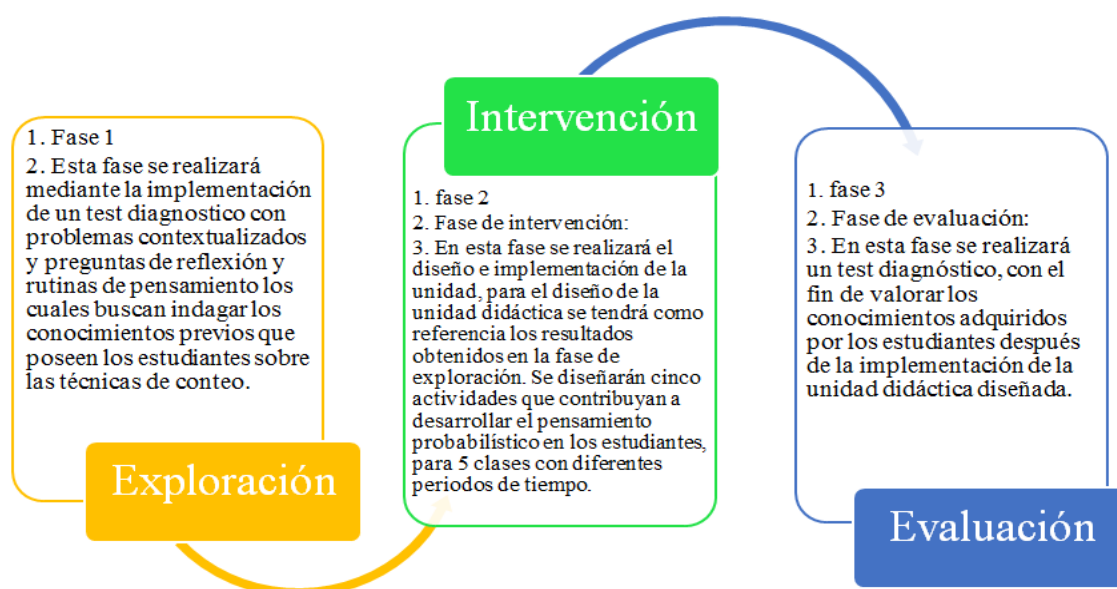 1. Fase 1
2. Esta fase se realizará
mediante la implementación
de un test diagnostico con
problemas contextualizados
y preguntas de reflexión y
rutinas de pensamiento los
cuales buscan indagar los
conocimientos previos que
poseen los estudiantes sobre
las técnicas de conteo.
Exploración
Intervención
1. fase 2
2. Fase de intervención:
3. En esta fase se realizará el
diseño e implementación de la
unidad, para el diseño de la
unidad didáctica se tendrá como
referencia los resultados
obtenidos en la fase de
exploración. Se diseñarán cinco
actividades que contribuyan a
desarrollar el pensamiento
probabilístico en los estudiantes,
para 5 clases con diferentes
periodos de tiempo.
1. fase 3
2. Fase de evaluación:
3. En esta fase se realizará
un test diagnóstico, con el
fin de valorar los
conocimientos adquiridos
por los estudiantes después
de la implementación de la
unidad didáctica diseñada.
Evaluación